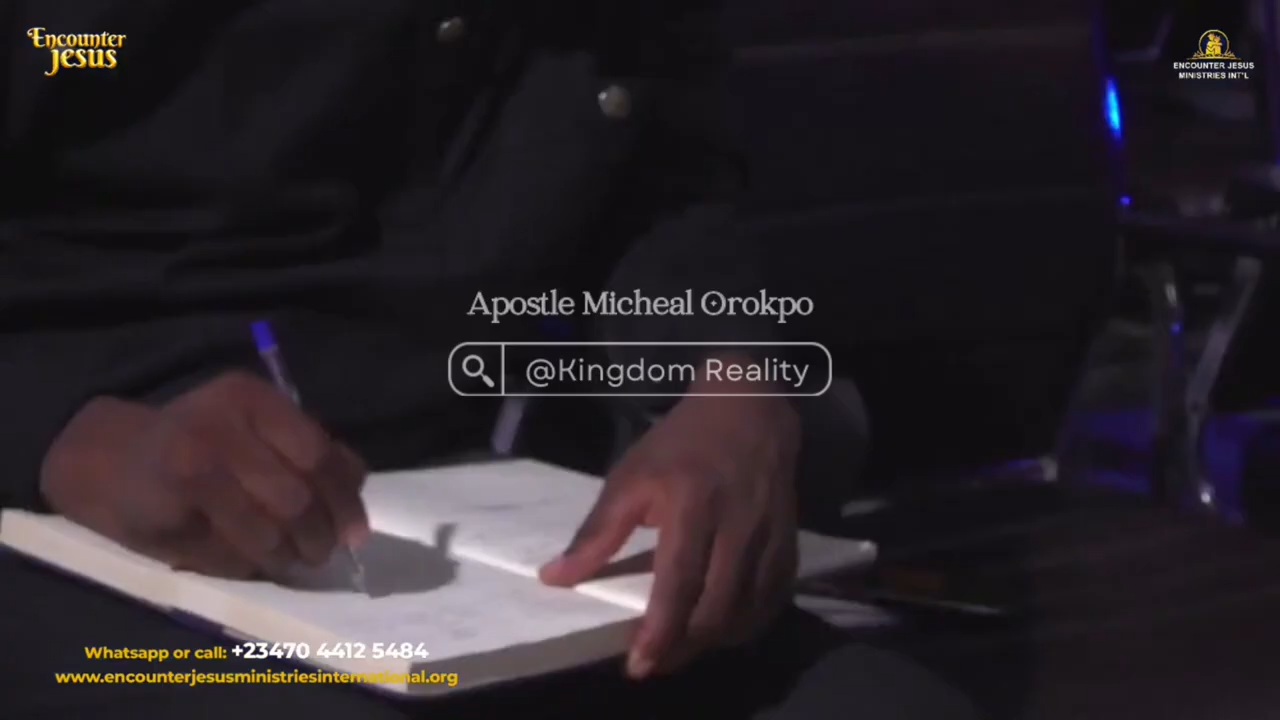 Encounter
Jesus
ENCOUNTER JESUS
MINISTRIES INT'L
Apostle Micheal Orokpo
@Kingdom Reality
Whatsapp or call: +23470 4412 5484
www.encounterjesusministriesinternational.org